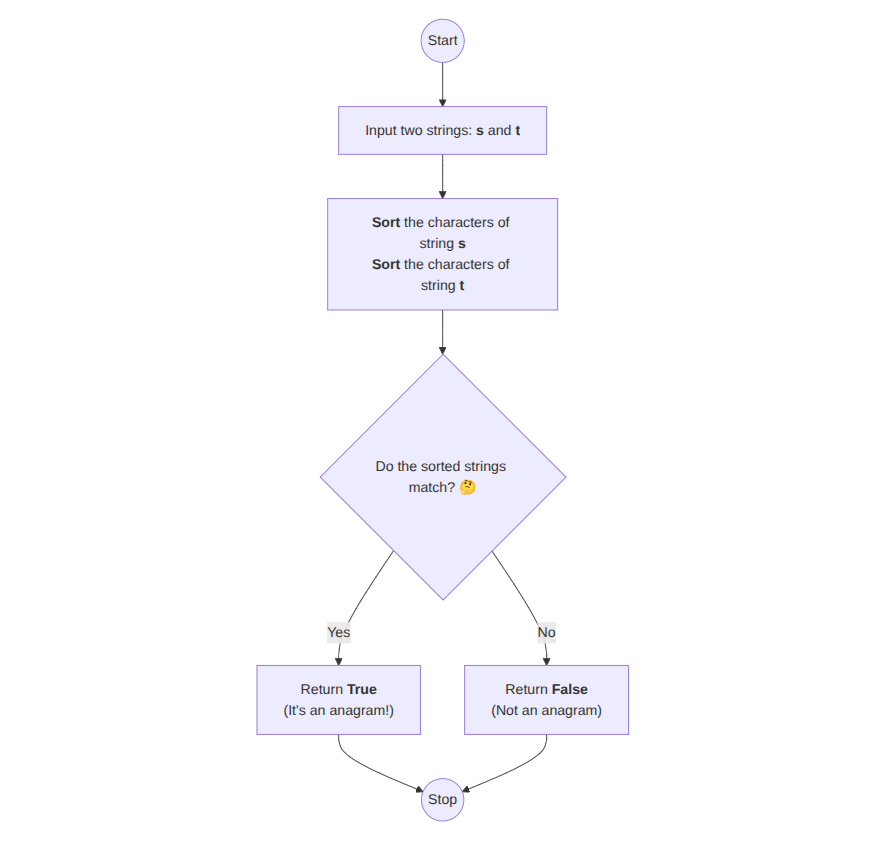 Start
Input two strings: s and t
Sort the characters of
string s
Sort the characters of
string t
Do the sorted strings
match? 🤔
Yes
No
Return True
(It's an anagram!)
Return False
(Not an anagram)
Stop